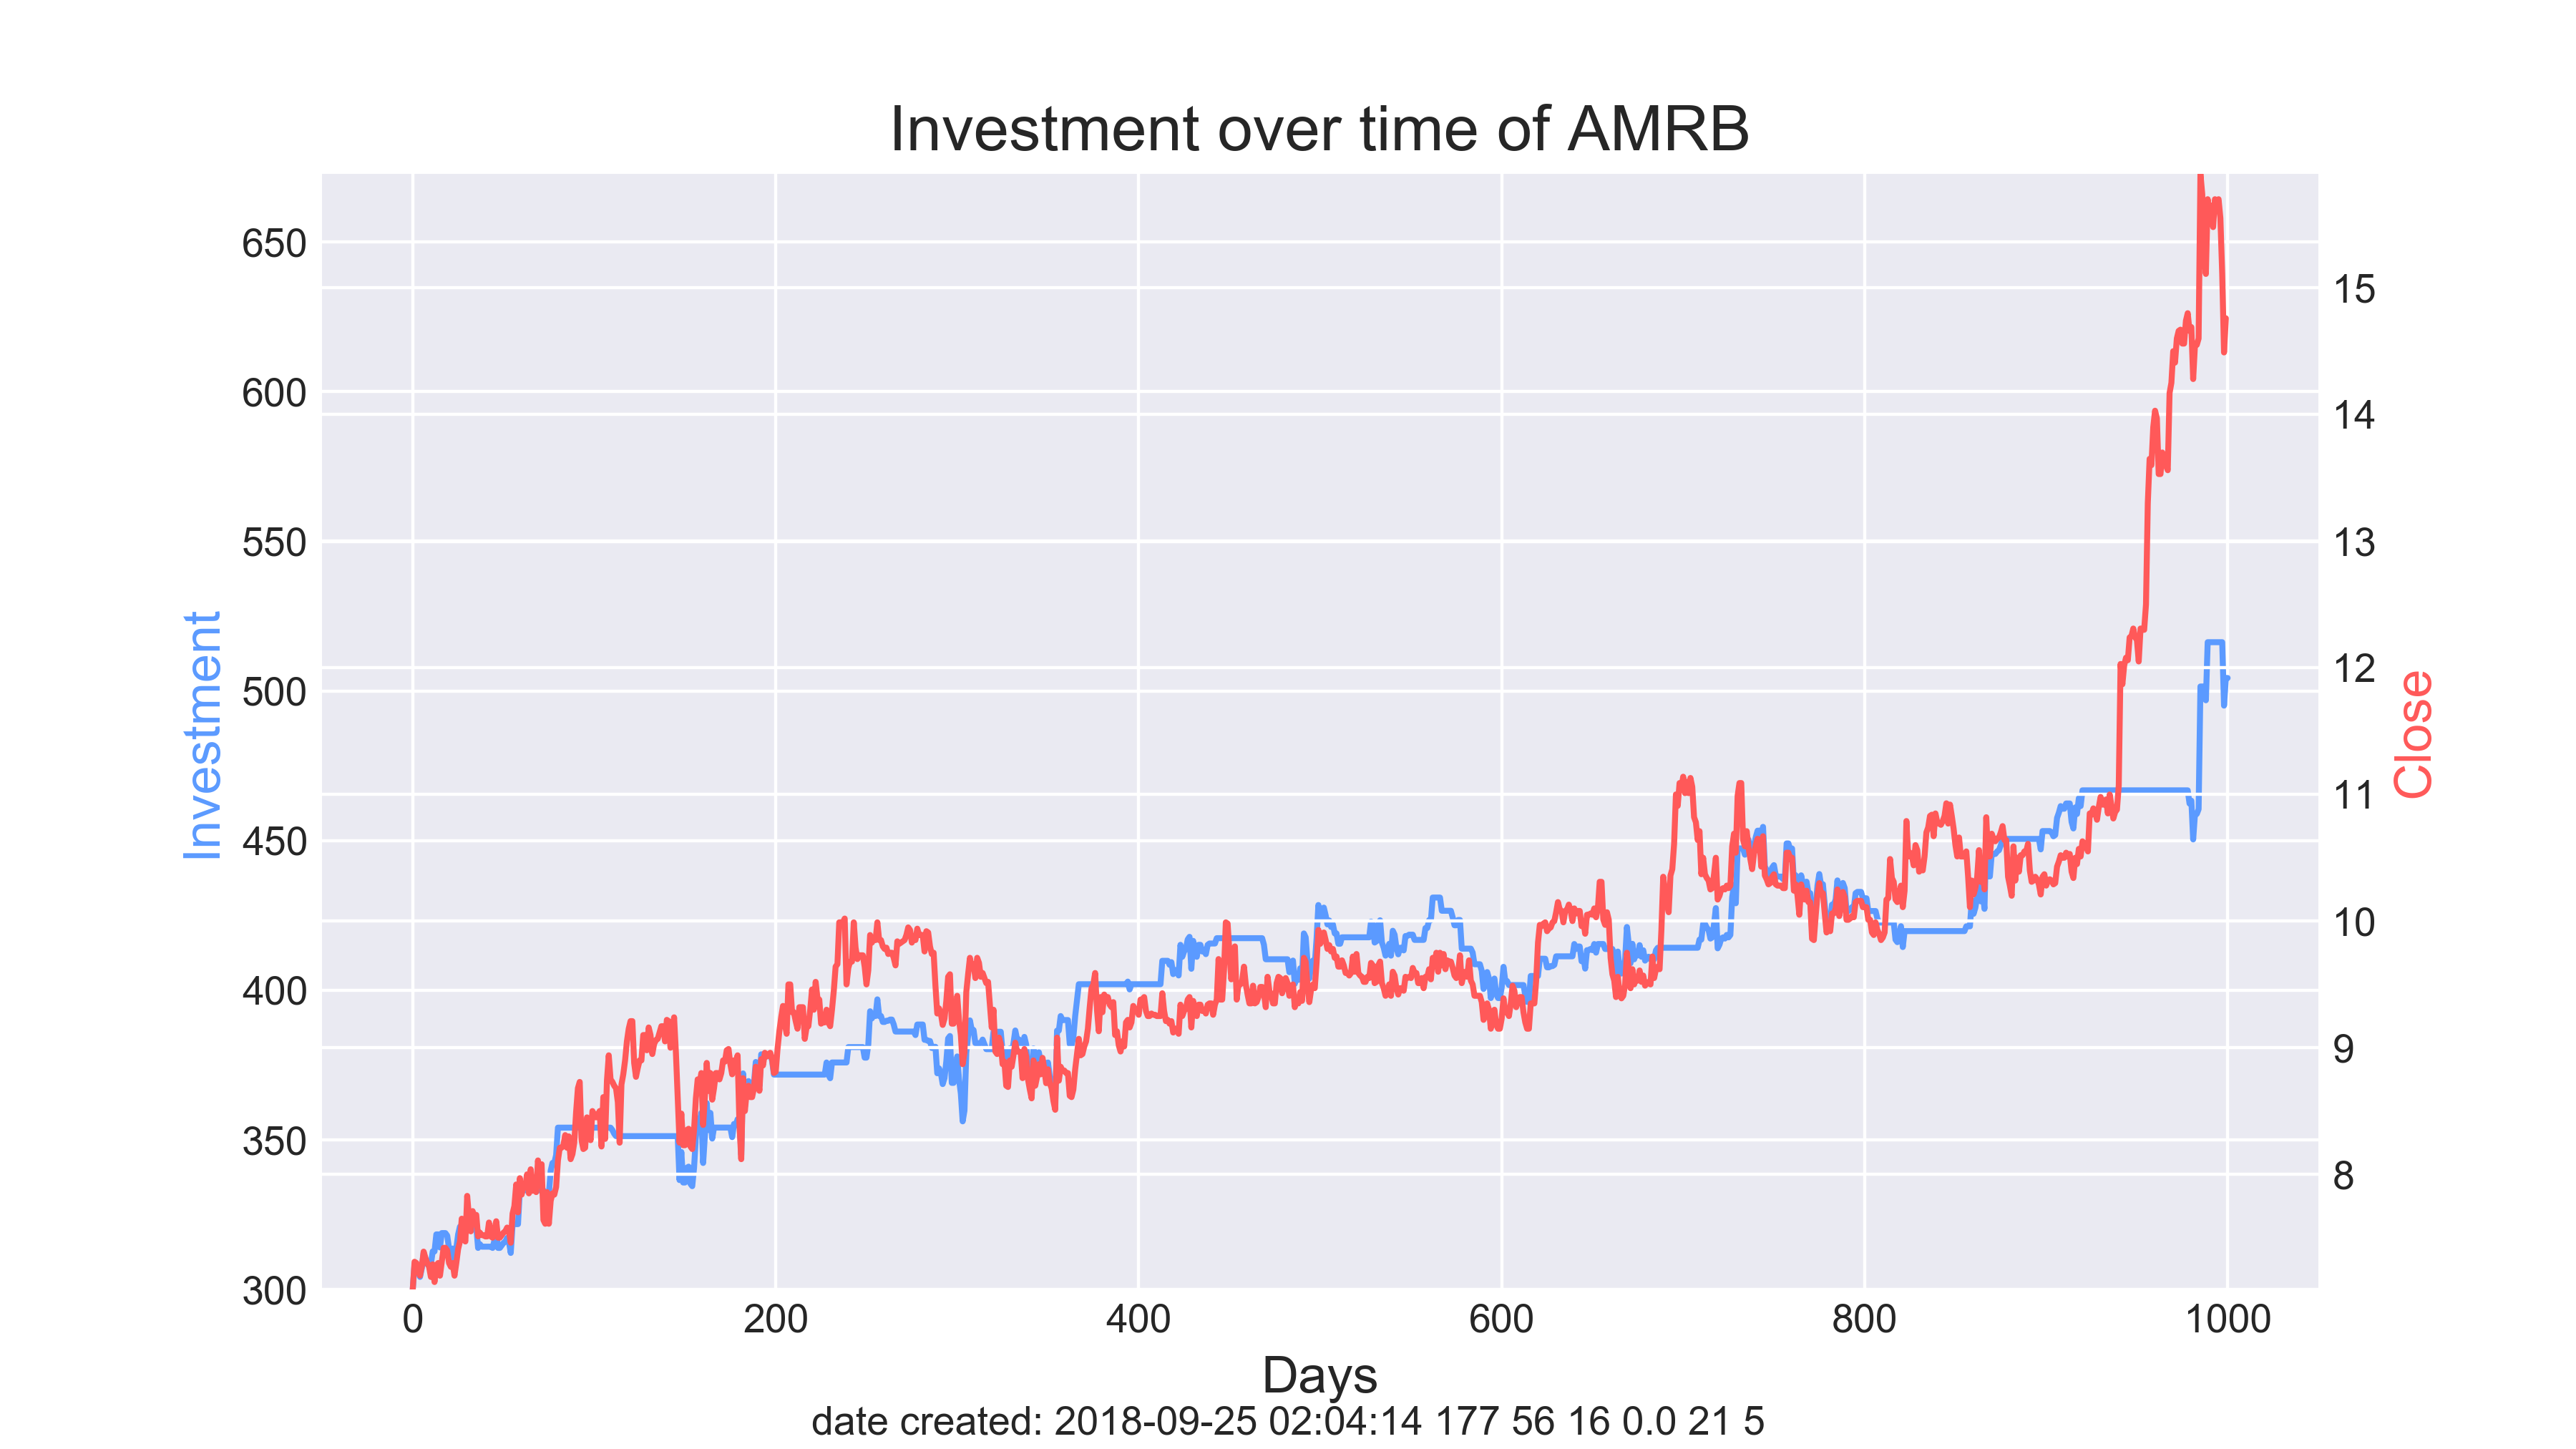 Investment over time of AMRB
650
600
550
500
450
400
350
300
Investment
15
14
13
12
11
10
9
8
Close
0 200 400 600 800 1000
Days
date created: 2018-09-25 02:04:14 177 56 16 0.0 21 5